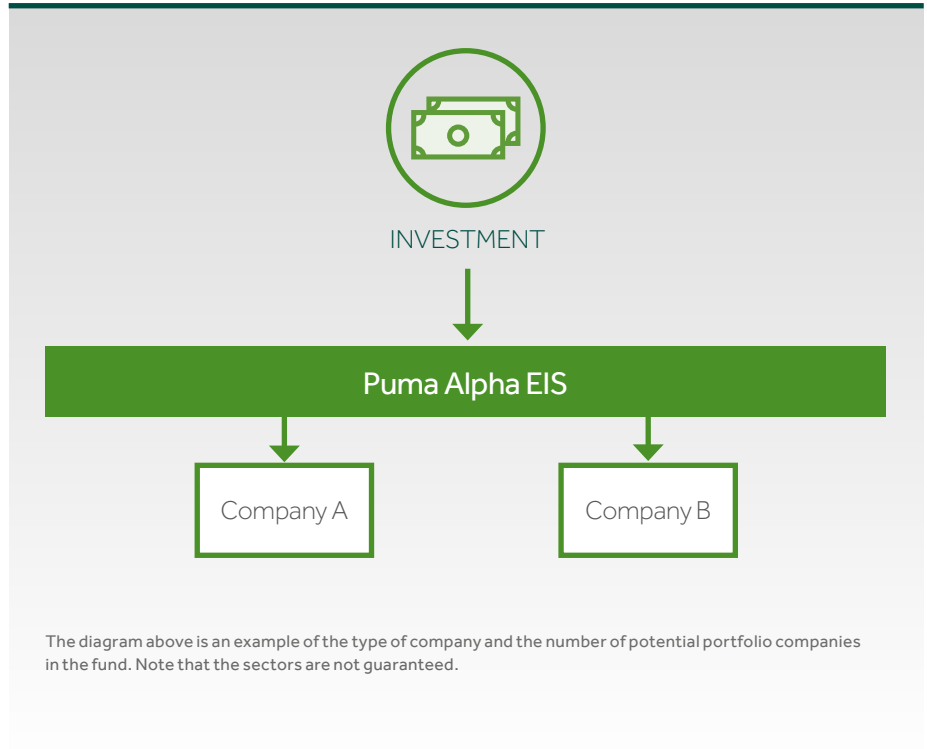 INVESTMENT
Puma Alpha EIS
Company A
Company B
The diagram above is an example of the type of company and the number of potential portfolio companies
in the fund. Note that the sectors are not guaranteed.